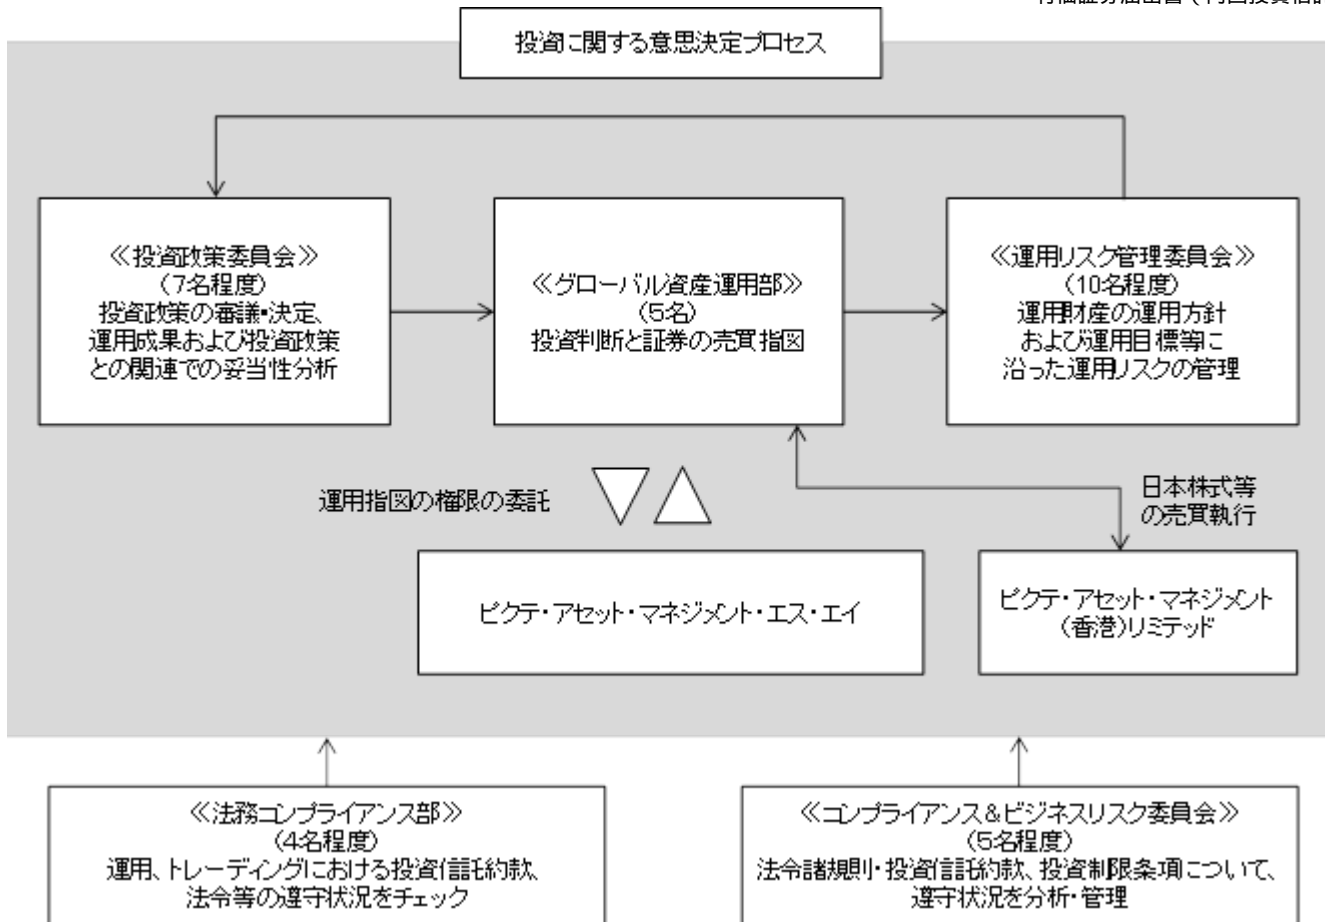 投資に関する意思決定プロセス
≪投資政策委員会≫
(7名程度)
投資政策の審議・決定、
運用成果および投資政策
との関連での妥当性分析
≪グローバル資産運用部≫
(5名)
投資判断と証券の売買指図
≪運用リスク管理委員会≫
(10名程度)
運用財産の運用方針
および運用目標等に
沿った運用リスクの管理
運用指図の権限の委託
日本株式等
の売買執行
ピクテ・アセット・マネジメント・エス・エイ
ピクテ・アセット・マネジメント
(香港)リミテッド
≪法務コンプライアンス部≫
(4名程度)
運用、トレーディングにおける投資信託約款、
法令等の遵守状況をチェック
≪コンプライアンス&ビジネスリスク委員会≫
(5名程度)
法令諸規則・投資信託約款、投資制限条項について、
遵守状況を分析・管理